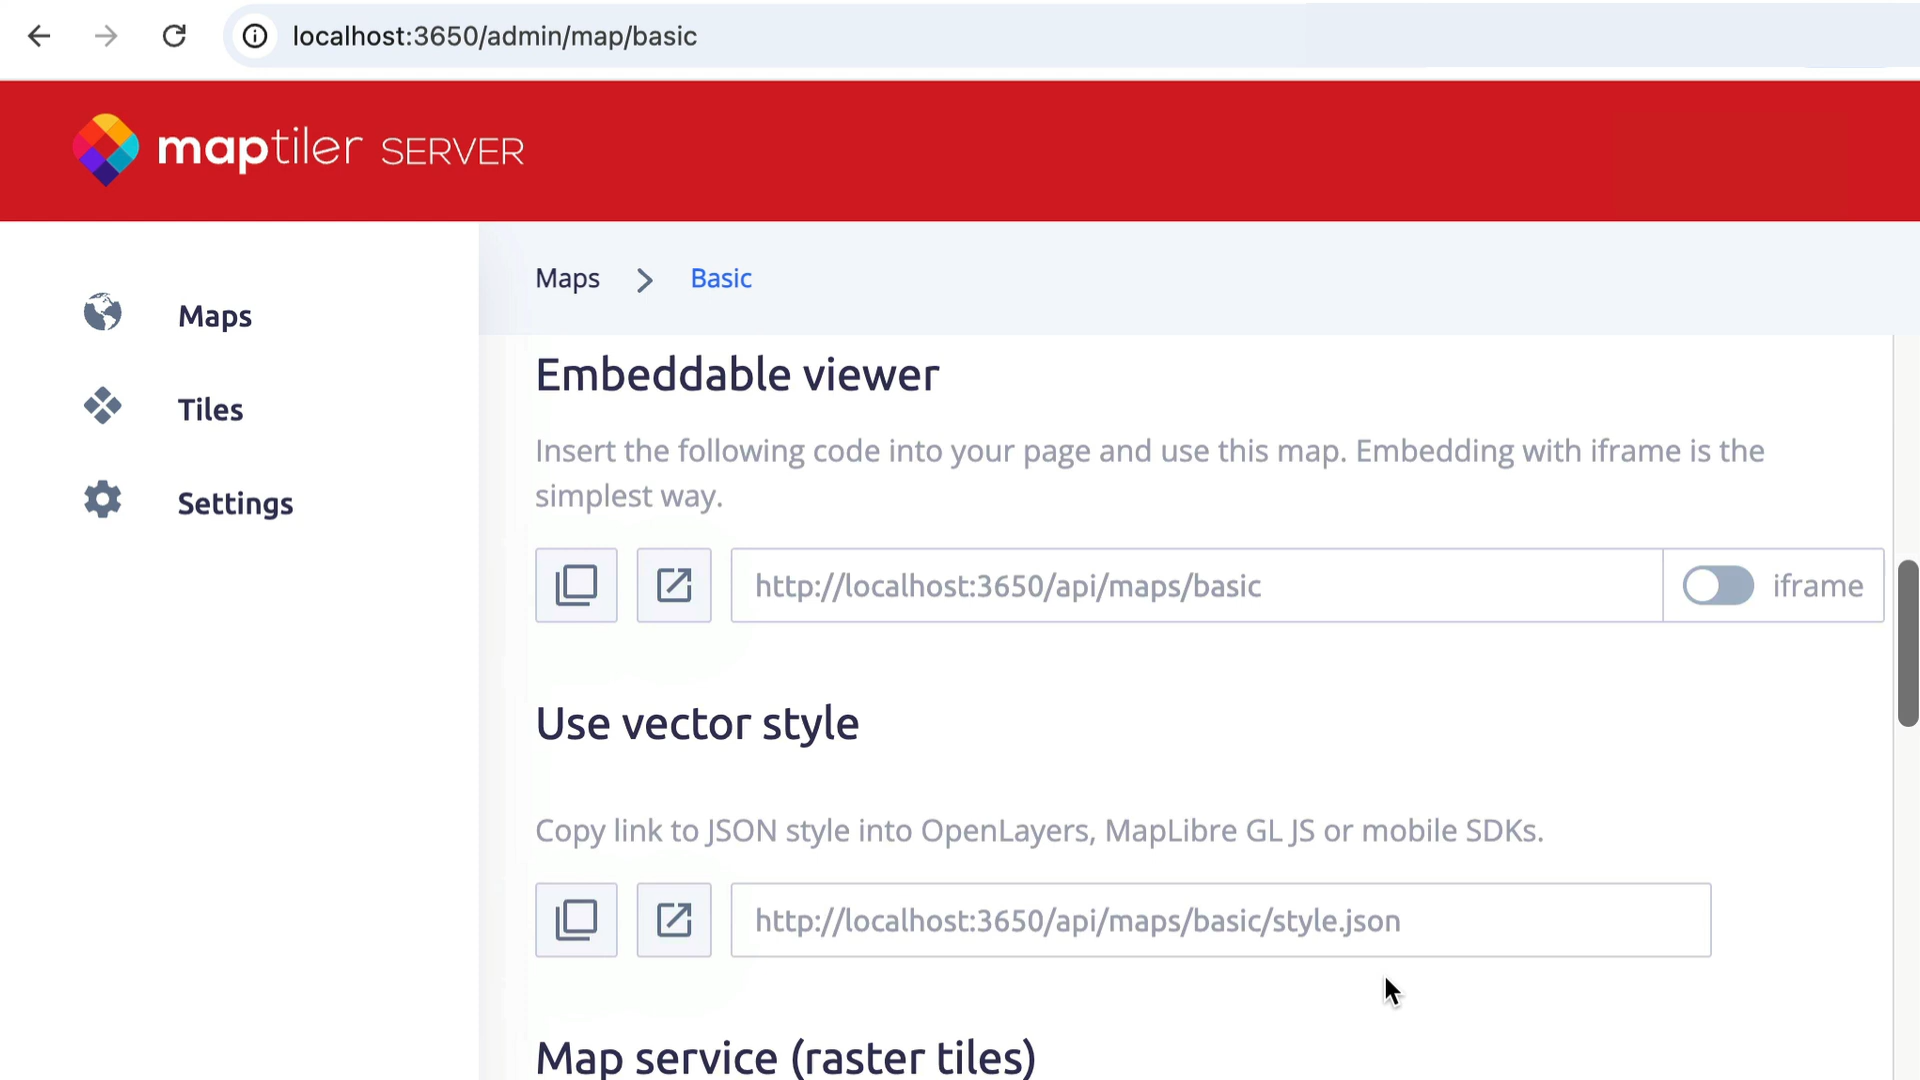 localhost:3650/admin/map/basic
maptiler SERVER
Maps
Tiles
Settings
Maps > Basic
Embeddable viewer
Insert the following code into your page and use this map. Embedding with iframe is the
simplest way.
http://localhost:3650/api/maps/basic
iframe
Use vector style
Copy link to JSON style into OpenLayers, MapLibre GL JS or mobile SDKs.
http://localhost:3650/api/maps/basic/style.json
Map service (raster tiles)